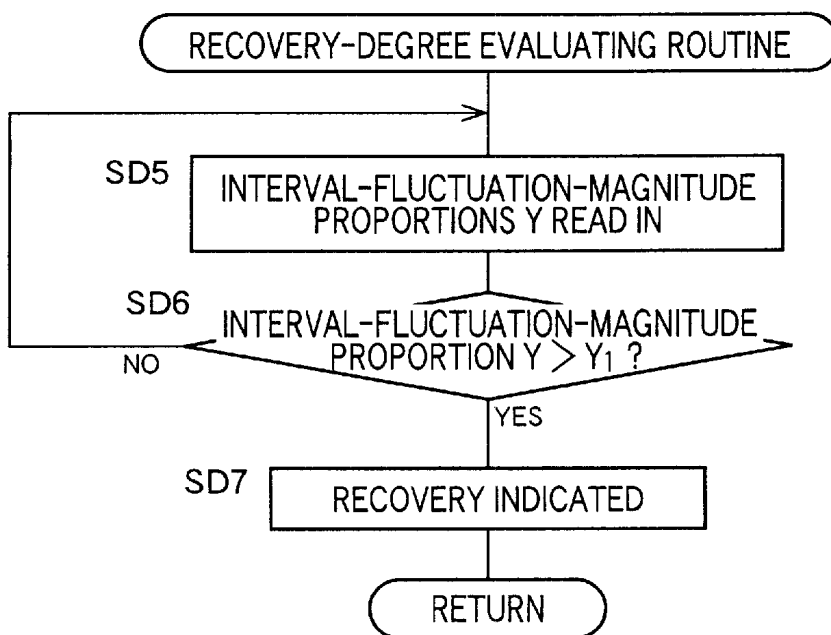 RECOVERY-DEGREE EVALUATING ROUTINE
SD5
INTERVAL-FLUCTUATION-MAGNITUDE
PROPORTIONS Y READ IN
SD6
INTERVAL-FLUCTUATION-MAGNITUDE
PROPORTION Y > Y₁ ?
NO
YES
SD7
RECOVERY INDICATED
RETURN